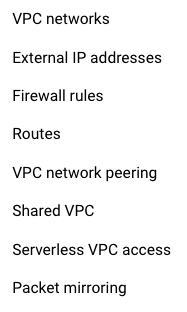 VPC networks
External IP addresses
Firewall rules
Routes
VPC network peering
Shared VPC
Serverless VPC access
Packet mirroring